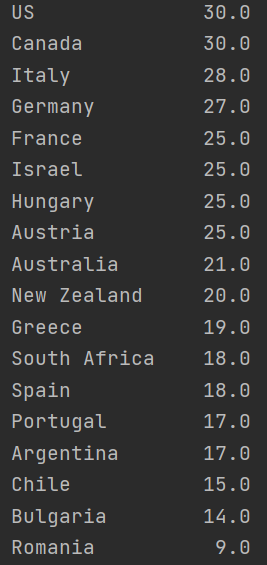 US 30.0
Canada 30.0
Italy 28.0
Germany 27.0
France 25.0
Israel 25.0
Hungary 25.0
Austria 25.0
Australia 21.0
New Zealand 20.0
Greece 19.0
South Africa 18.0
Spain 18.0
Portugal 17.0
Argentina 17.0
Chile 15.0
Bulgaria 14.0
Romania 9.0